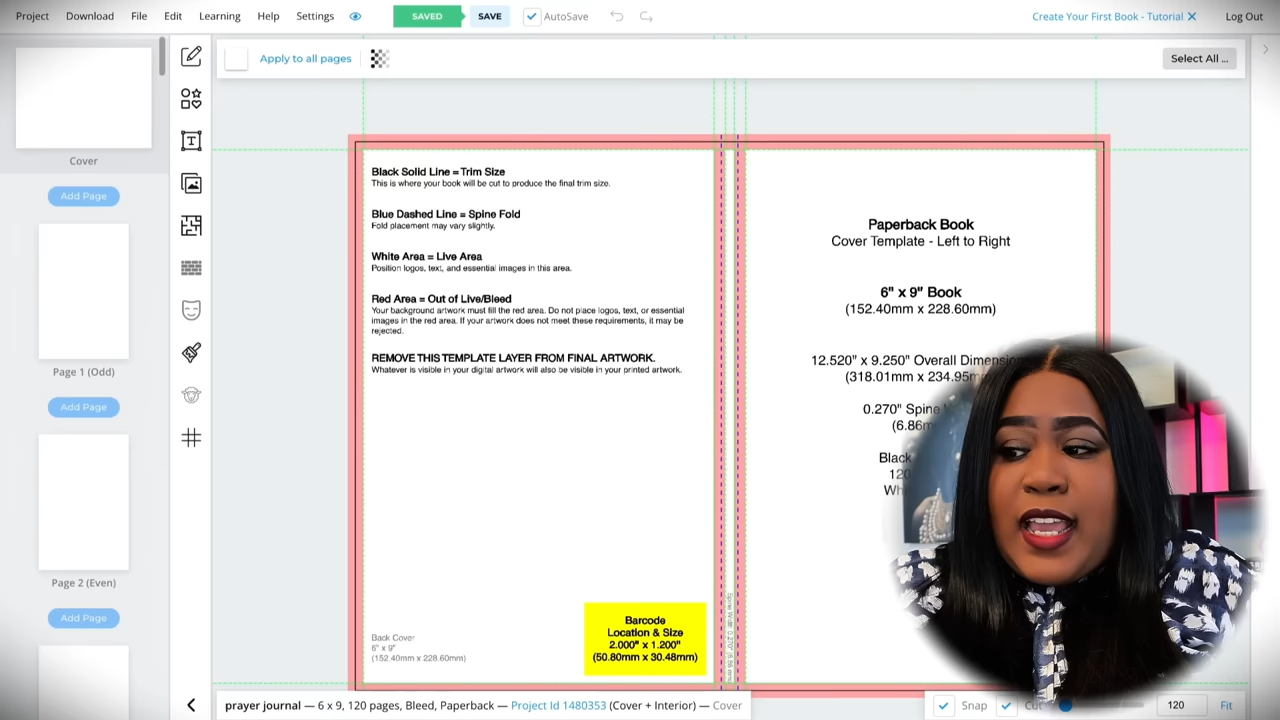 Project Download File Edit Learning Help Settings SAVED SAVE AutoSave Create Your First Book - Tutorial Log Out
Apply to all pages Select All ...
Cover
Add Page
Page 1 (Odd)
Add Page
Page 2 (Even)
Add Page
Black Solid Line = Trim Size
This is where your book will be cut to produce the final trim size.
Blue Dashed Line = Spine Fold
Fold placement may vary slightly.
White Area = Live Area
Position logos, text, and essential images in this area.
Red Area = Out of Live/Bleed
Your background artwork must fill the red area. Do not place logos, text, or essential
images in the red area. If your artwork does not meet these requirements, it may be
rejected.
REMOVE THIS TEMPLATE LAYER FROM FINAL ARTWORK.
Whatever is visible in your digital artwork will also be visible in your printed artwork.
Back Cover
6" x 9"
(152.40mm x 228.60mm)
Barcode
Location & Size
2.000" x 1.200"
(50.80mm x 30.48mm)
Spine Width 0.270" (6.86 mm)
Paperback Book
Cover Template - Left to Right
6" x 9" Book
(152.40mm x 228.60mm)
12.520" x 9.250" Overall
(318.01mm x
0.270" Spine
Black
120
prayer journal — 6 x 9, 120 pages, Bleed, Paperback — Project Id 1480353 (Cover + Interior) — Cover
Snap 120 Fit